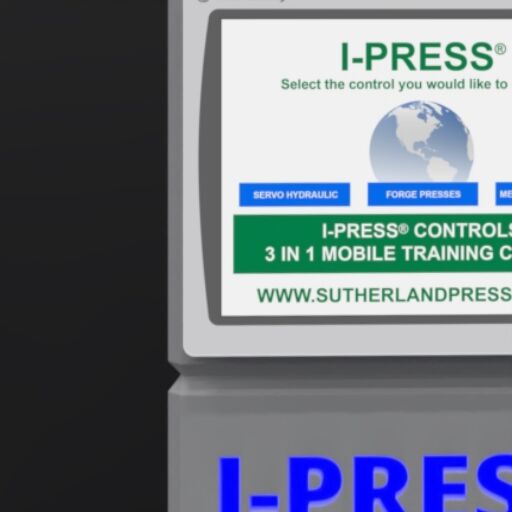 I-PRESS®
Select the control you would like to
SERVO HYDRAULIC
FORGE PRESSES
ME
I-PRESS® CONTROLS
3 IN 1 MOBILE TRAINING C
WWW.SUTHERLANDPRESS
I-PRES